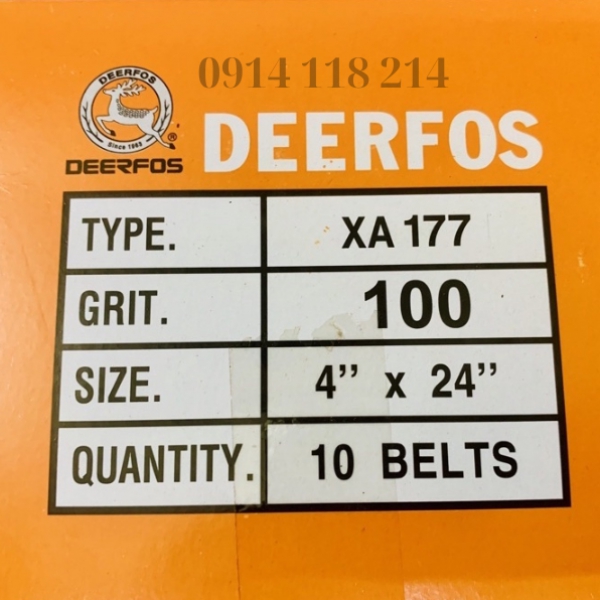 0914 118 214
DEERFOS
Since 1963
DEERFOS
DEERFOS
TYPE. XA 177
GRIT. 100
SIZE. 4” x 24”
QUANTITY. 10 BELTS